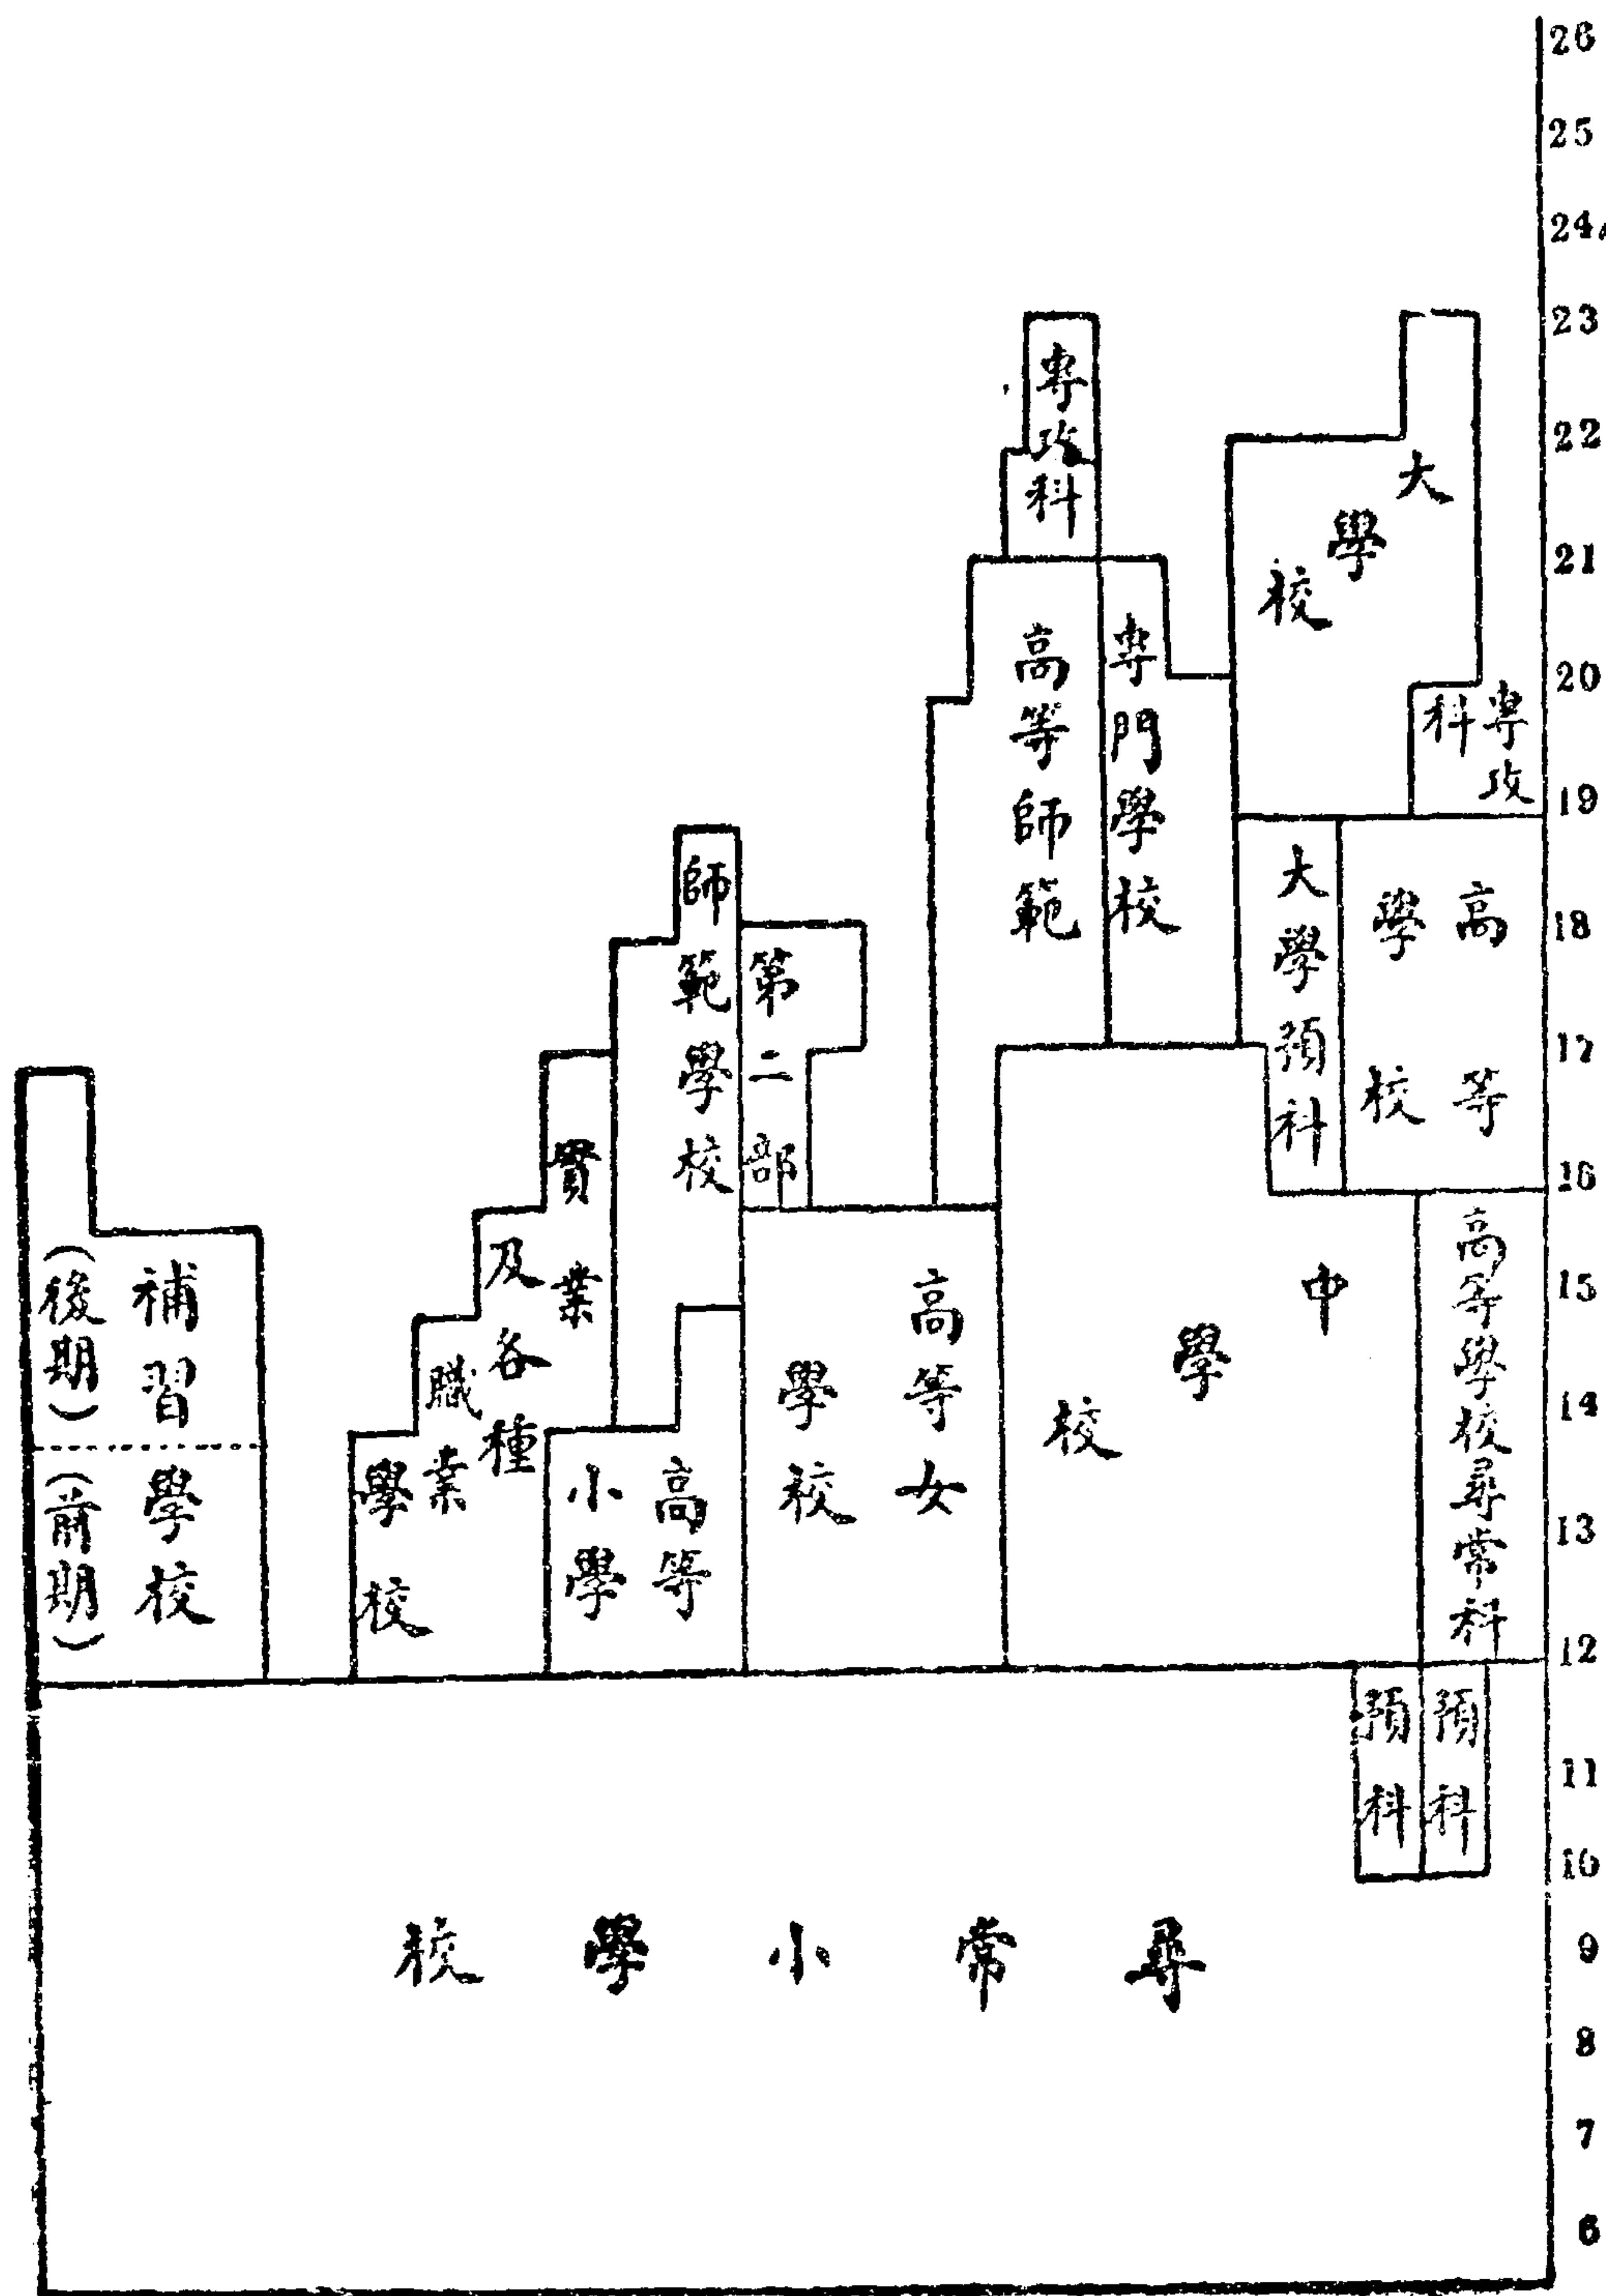 26
25
24
23
22
21
20
19
18
17
16
15
14
13
12
11
10
9
8
7
6
大學校
專攻科
高等學校
大學預科
高等學校尋常科
預科
預科
中學校
專門學校
專攻科
高等師範
高等女學校
第二部
師範學校
高等小學
實業及各種職業學校
補習學校
(後期)
(前期)
尋常小學校